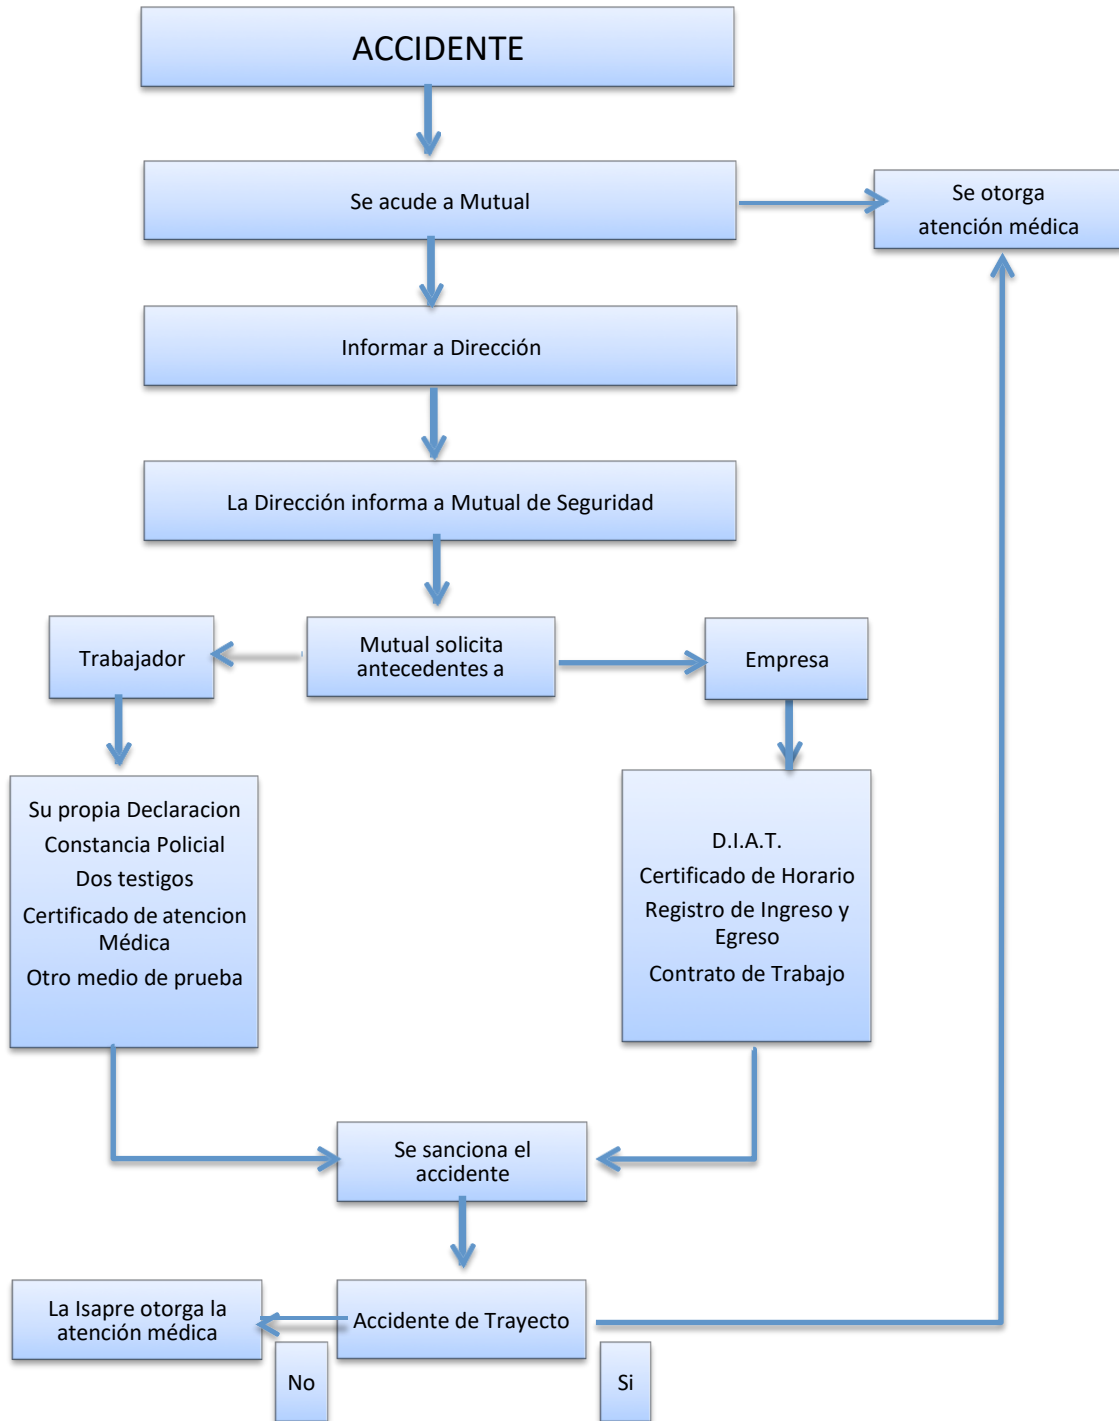 ACCIDENTE
Se acude a Mutual
Se otorga
atención médica
Informar a Dirección
La Dirección informa a Mutual de Seguridad
Trabajador
Mutual solicita
antecedentes a
Empresa
Su propia Declaracion
Constancia Policial
Dos testigos
Certificado de atencion
Médica
Otro medio de prueba
D.I.A.T.
Certificado de Horario
Registro de Ingreso y
Egreso
Contrato de Trabajo
Se sanciona el
accidente
La Isapre otorga la
atención médica
Accidente de Trayecto
No
Si